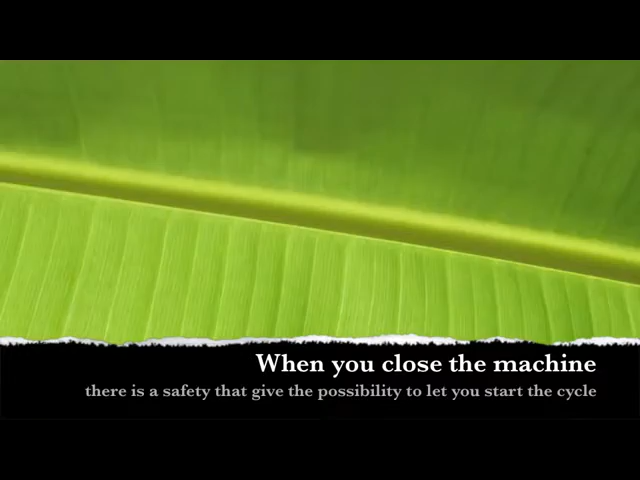 When you close the machine
there is a safety that give the possibility to let you start the cycle